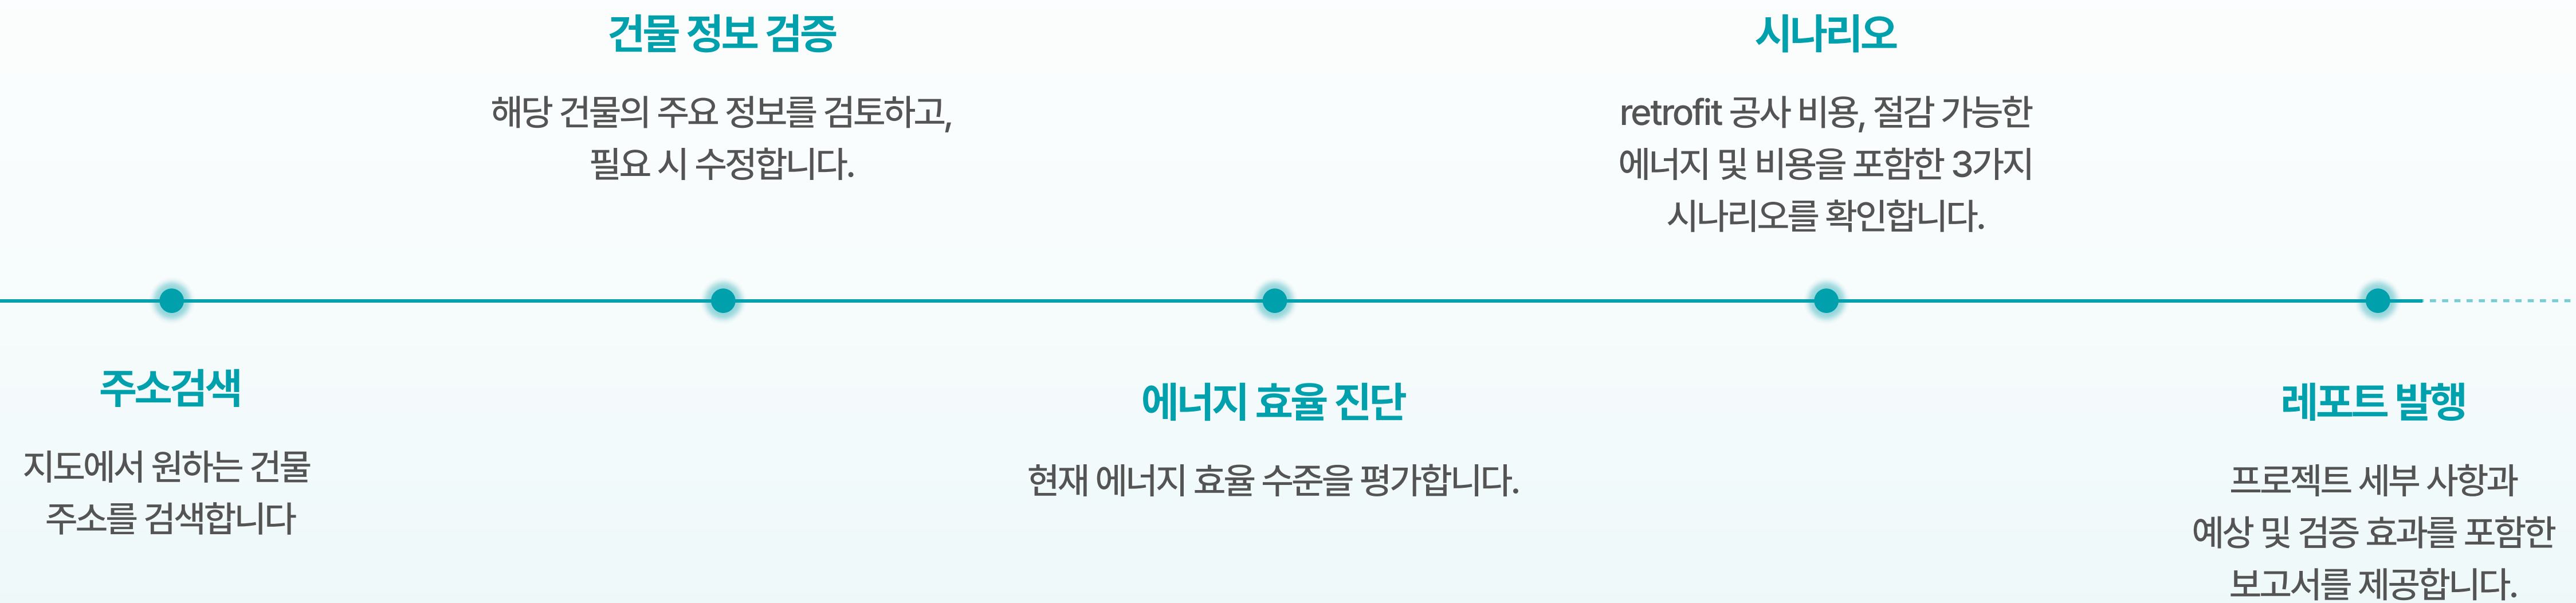 주소검색
지도에서 원하는 건물
주소를 검색합니다
건물 정보 검증
해당 건물의 주요 정보를 검토하고,
필요 시 수정합니다.
에너지 효율 진단
현재 에너지 효율 수준을 평가합니다.
시나리오
retrofit 공사 비용, 절감 가능한
에너지 및 비용을 포함한 3가지
시나리오를 확인합니다.
레포트 발행
프로젝트 세부 사항과
예상 및 검증 효과를 포함한
보고서를 제공합니다.